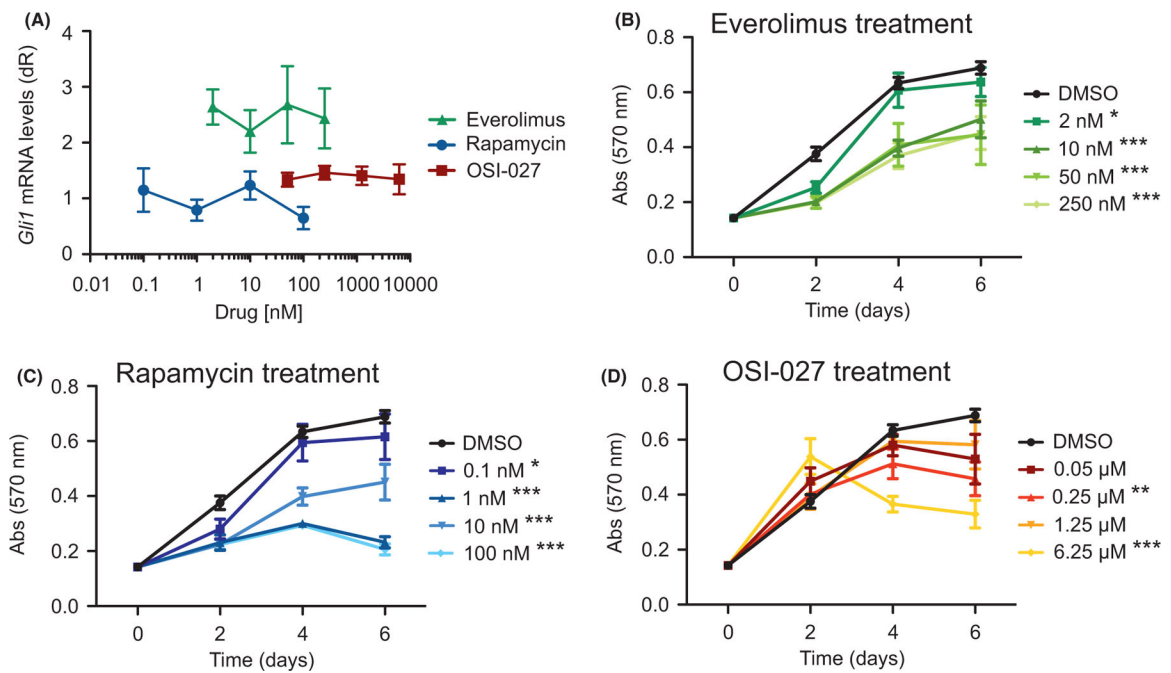 (A)
Gli1 mRNA levels (dR)
4
3
2
1
0
0.01 0.1 1 10 100 1000 10000
Drug [nM]
Everolimus
Rapamycin
OSI-027
(B)
Everolimus treatment
Abs (570 nm)
0.8
0.6
0.4
0.2
0.0
0 2 4 6
Time (days)
DMSO
2 nM *
10 nM ***
50 nM ***
250 nM ***
(C)
Rapamycin treatment
Abs (570 nm)
0.8
0.6
0.4
0.2
0.0
0 2 4 6
Time (days)
DMSO
0.1 nM *
1 nM ***
10 nM ***
100 nM ***
(D)
OSI-027 treatment
Abs (570 nm)
0.8
0.6
0.4
0.2
0.0
0 2 4 6
Time (days)
DMSO
0.05 µM
0.25 µM **
1.25 µM
6.25 µM ***